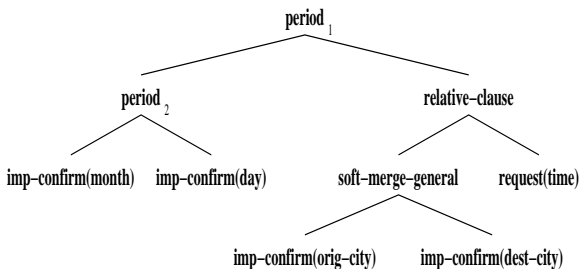 period 1
period 2 relative–clause
imp–confirm(month) imp–confirm(day) soft–merge–general request(time)
imp–confirm(orig–city) imp–confirm(dest–city)